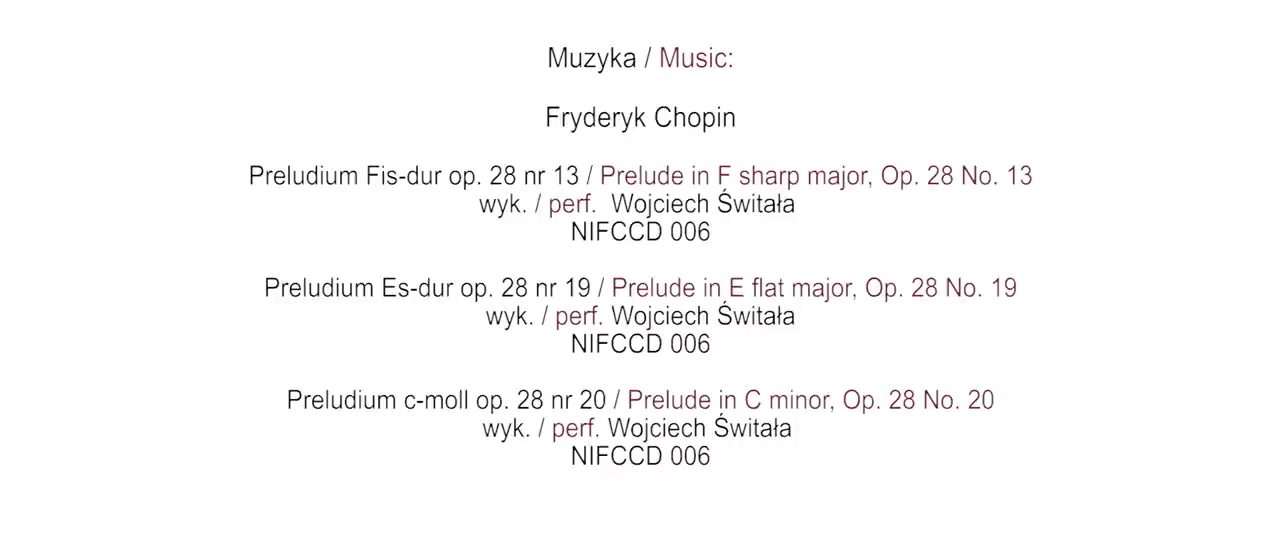 Muzyka / Music:
Fryderyk Chopin
Preludium Fis-dur op. 28 nr 13 / Prelude in F sharp major, Op. 28 No. 13
wyk. / perf. Wojciech Świtała
NIFCCD 006
Preludium Es-dur op. 28 nr 19 / Prelude in E flat major, Op. 28 No. 19
wyk. / perf. Wojciech Świtała
NIFCCD 006
Preludium c-moll op. 28 nr 20 / Prelude in C minor, Op. 28 No. 20
wyk. / perf. Wojciech Świtała
NIFCCD 006